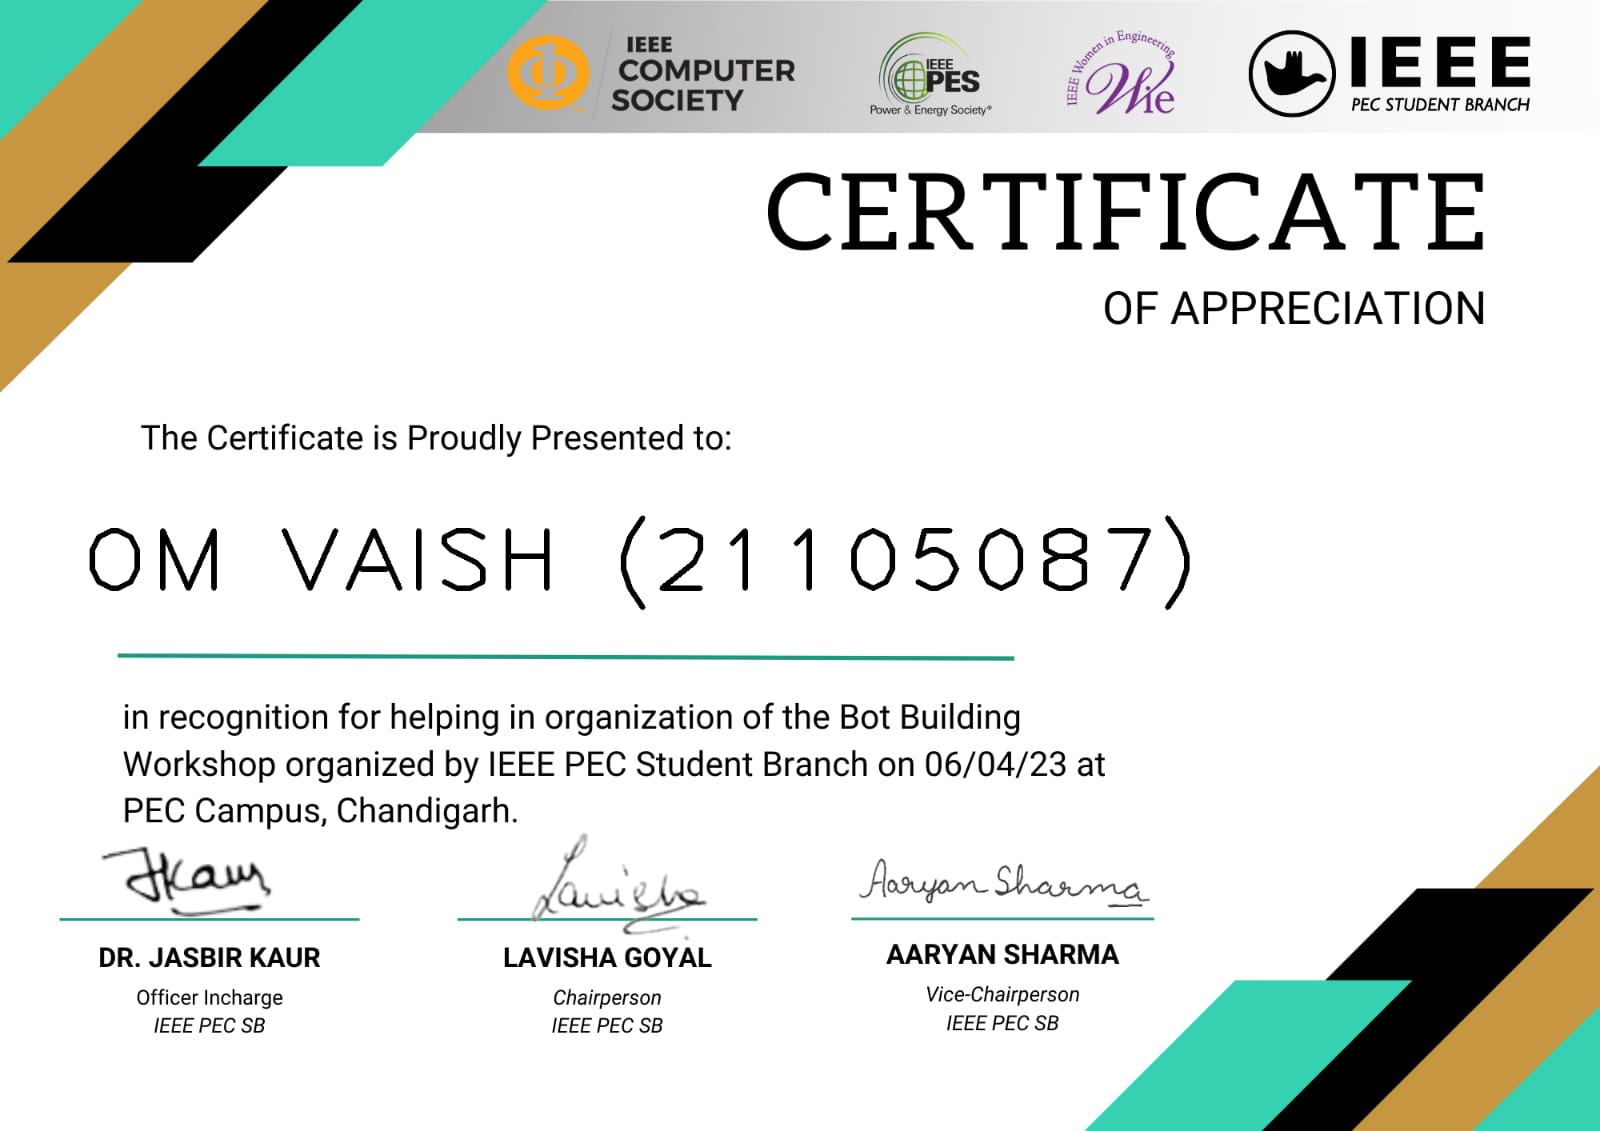 IEEE
COMPUTER
SOCIETY
IEEE
PES
Power & Energy Society®
IEEE Women in Engineering
Wie
IEEE
PEC STUDENT BRANCH
CERTIFICATE
OF APPRECIATION
The Certificate is Proudly Presented to:
OM VAISH (21105087)
in recognition for helping in organization of the Bot Building
Workshop organized by IEEE PEC Student Branch on 06/04/23 at
PEC Campus, Chandigarh.
JKaur
Lavisha
Aaryan Sharma
DR. JASBIR KAUR
LAVISHA GOYAL
AARYAN SHARMA
Officer Incharge
Chairperson
Vice-Chairperson
IEEE PEC SB
IEEE PEC SB
IEEE PEC SB